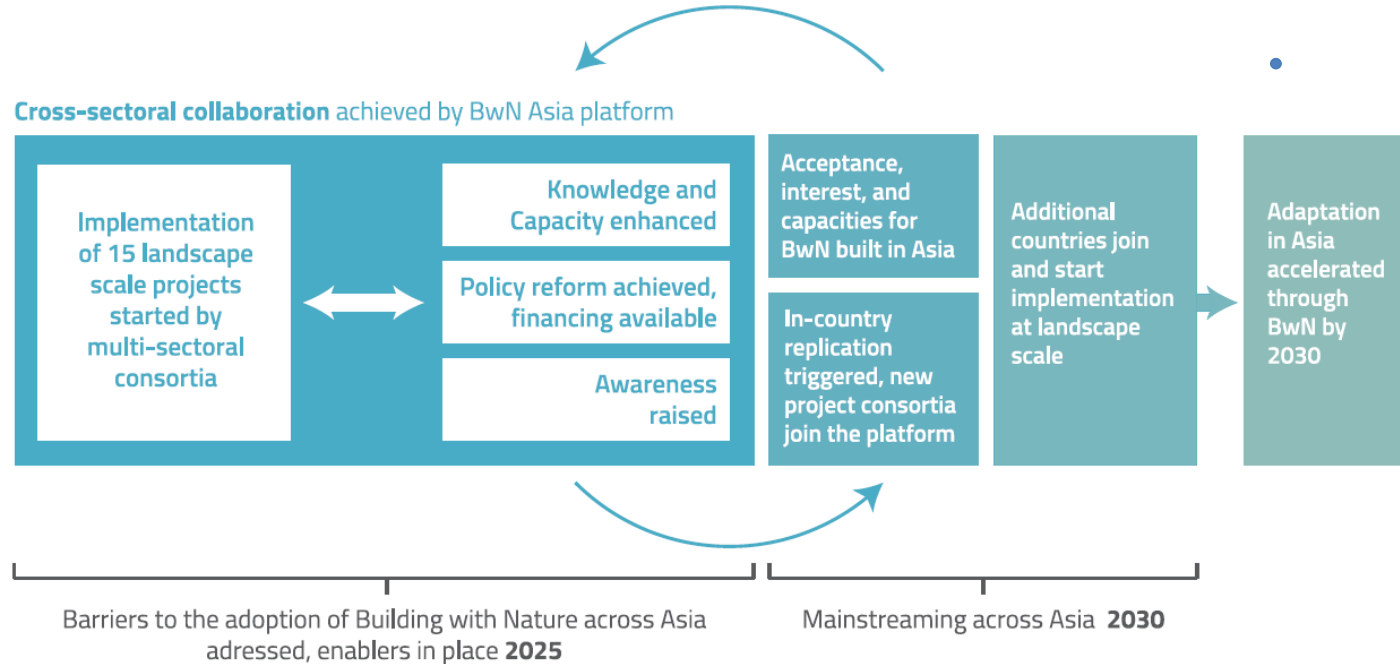 Cross-sectoral collaboration achieved by BwN Asia platform
Implementation
of 15 landscape
scale projects
started by
multi-sectoral
consortia
Knowledge and
Capacity enhanced
Policy reform achieved,
financing available
Awareness
raised
Acceptance,
interest, and
capacities for
BwN built in Asia
In-country
replication
triggered, new
project consortia
join the platform
Additional
countries join
and start
implementation
at landscape
scale
Adaptation
in Asia
accelerated
through
BwN by
2030
Barriers to the adoption of Building with Nature across Asia
adressed, enablers in place 2025
Mainstreaming across Asia 2030